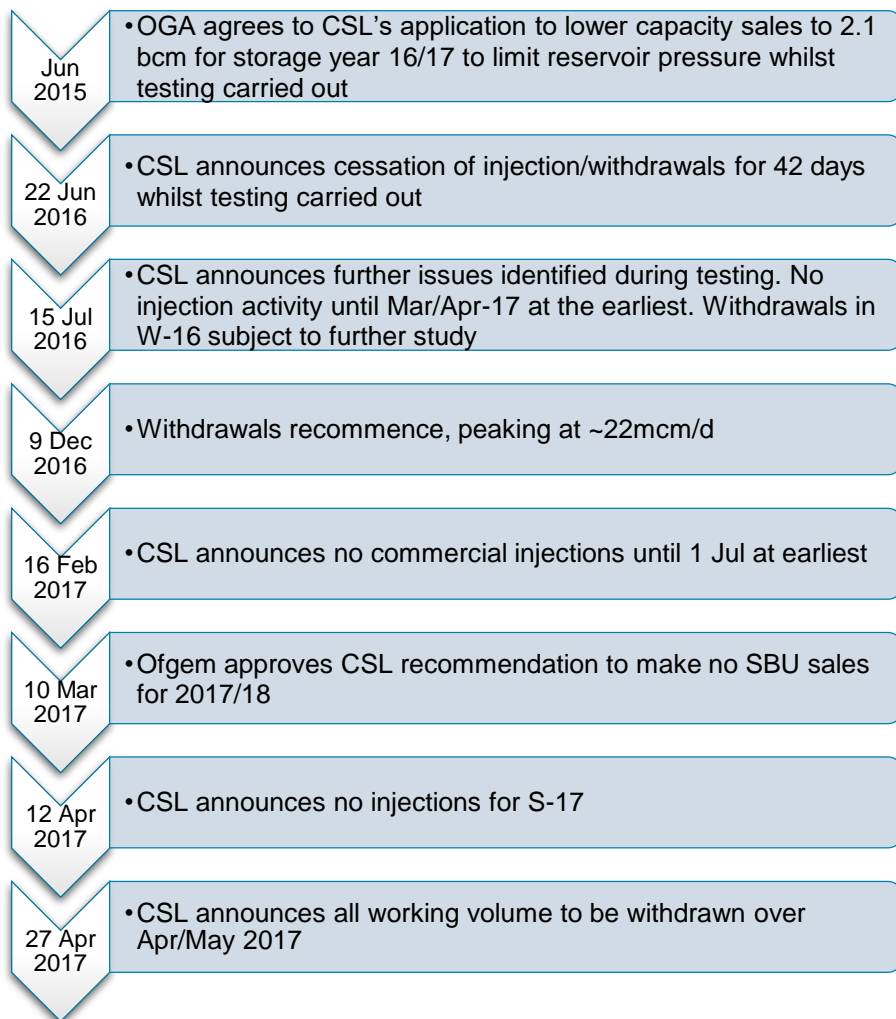 Jun
2015
•OGA agrees to CSL's application to lower capacity sales to 2.1
bcm for storage year 16/17 to limit reservoir pressure whilst
testing carried out
22 Jun
2016
•CSL announces cessation of injection/withdrawals for 42 days
whilst testing carried out
15 Jul
2016
•CSL announces further issues identified during testing. No
injection activity until Mar/Apr-17 at the earliest. Withdrawals in
W-16 subject to further study
9 Dec
2016
•Withdrawals recommence, peaking at ~22mcm/d
16 Feb
2017
•CSL announces no commercial injections until 1 Jul at earliest
10 Mar
2017
•Ofgem approves CSL recommendation to make no SBU sales
for 2017/18
12 Apr
2017
•CSL announces no injections for S-17
27 Apr
2017
•CSL announces all working volume to be withdrawn over
Apr/May 2017